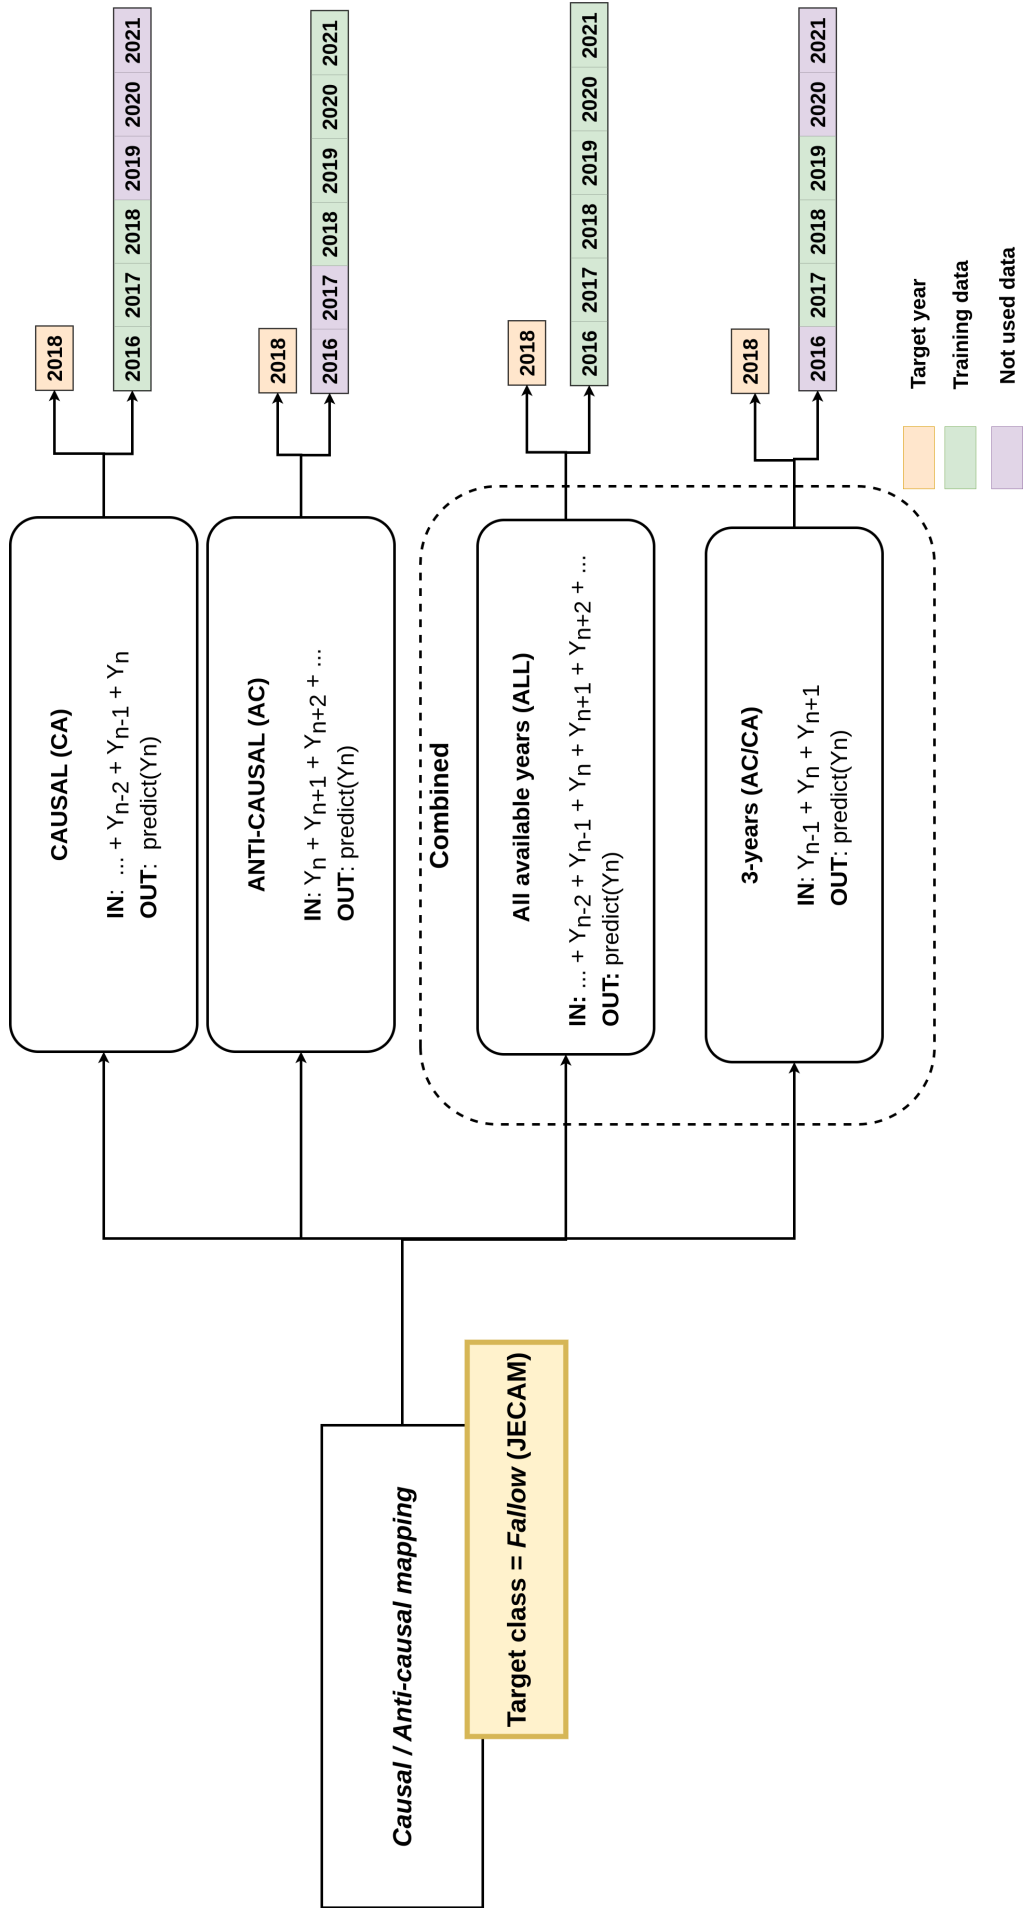 Causal / Anti-causal mapping
Target class = Fallow (JECAM)
CAUSAL (CA)
IN: ... + Yn-2 + Yn-1 + Yn
OUT: predict(Yn)
2018
2016 2017 2018 2019 2020 2021
ANTI-CAUSAL (AC)
IN: Yn + Yn+1 + Yn+2 + ...
OUT: predict(Yn)
2018
2016 2017 2018 2019 2020 2021
Combined
All available years (ALL)
IN: ... + Yn-2 + Yn-1 + Yn + Yn+1 + Yn+2 + ...
OUT: predict(Yn)
2018
2016 2017 2018 2019 2020 2021
3-years (AC/CA)
IN: Yn-1 + Yn + Yn+1
OUT: predict(Yn)
2018
2016 2017 2018 2019 2020 2021
Target year
Training data
Not used data